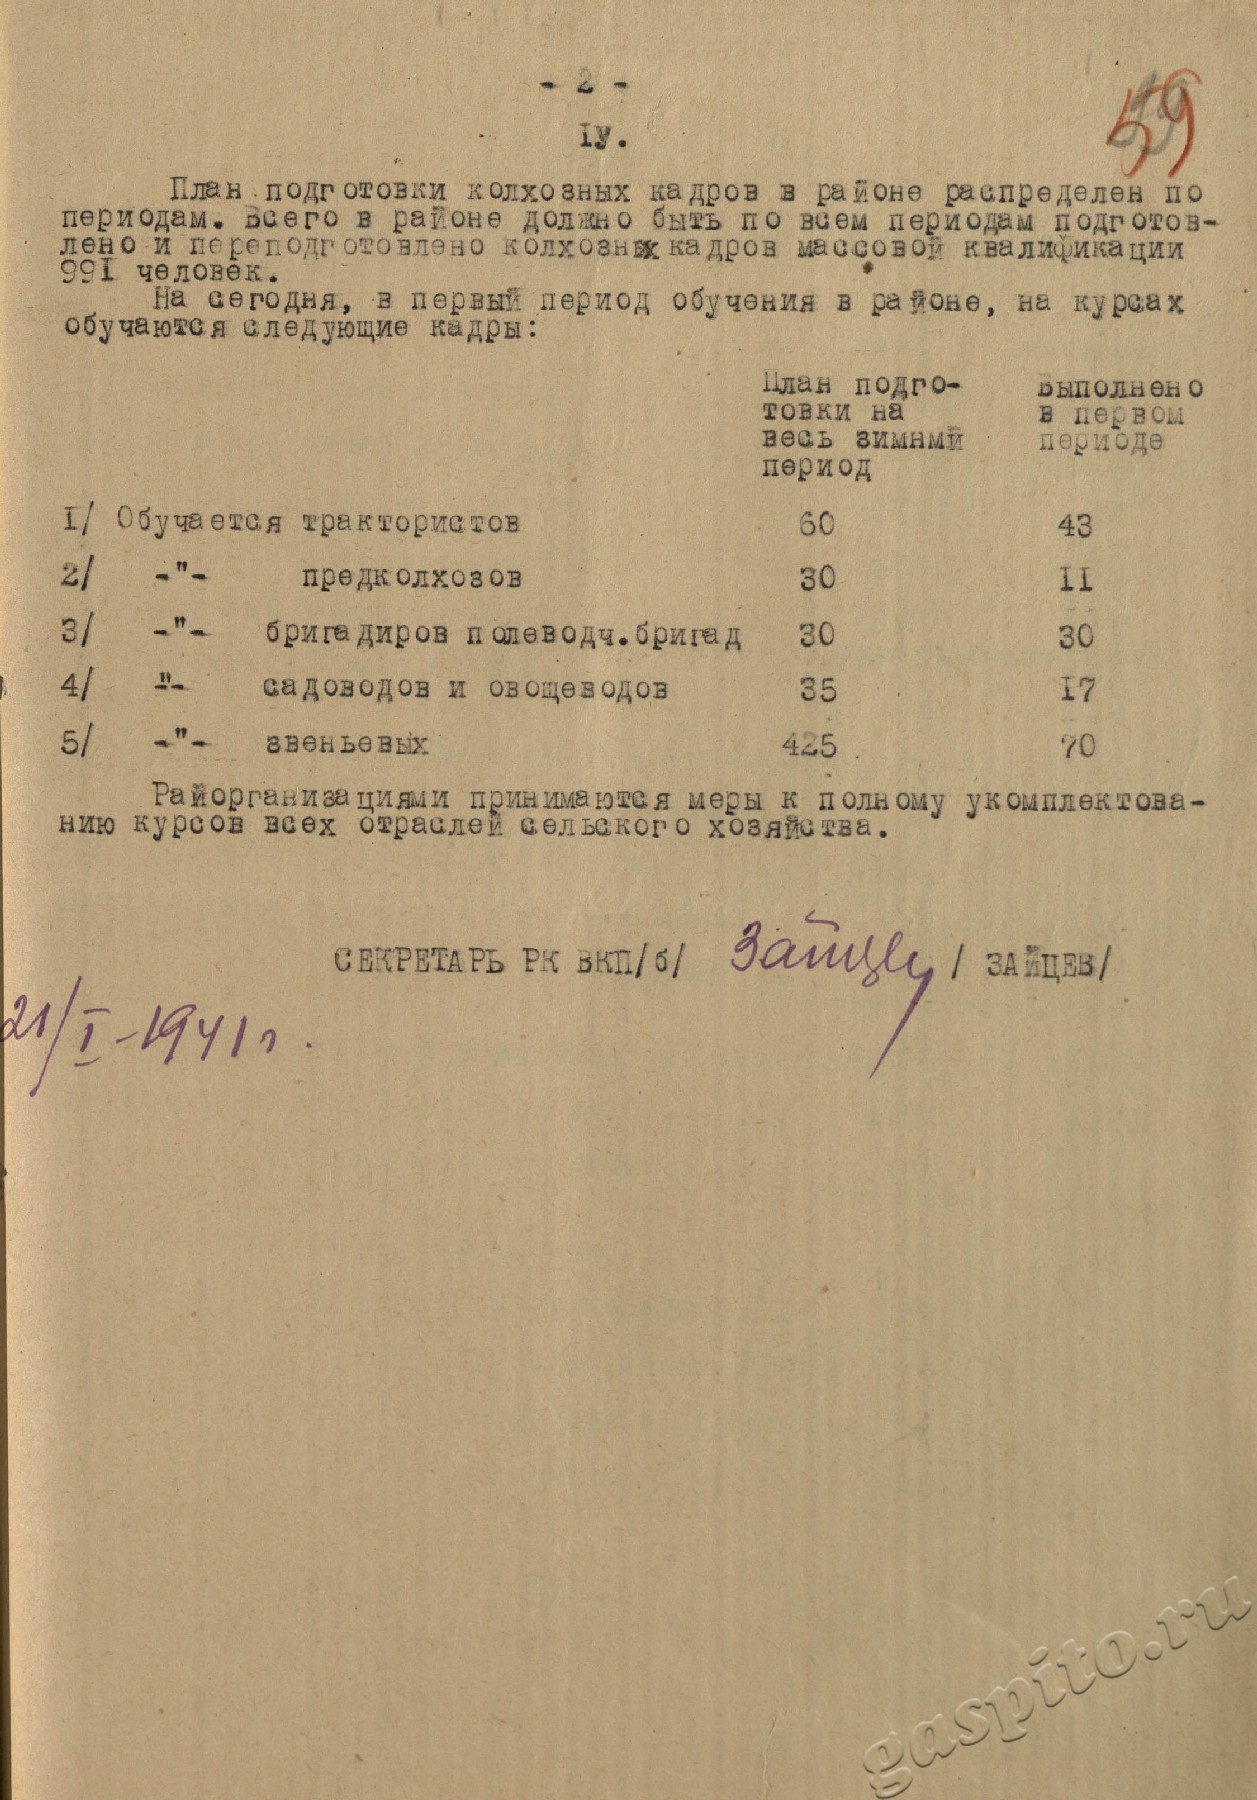 - 2 -
59
IУ.
План подготовки колхозных кадров в районе распределен по
периодам. Всего в районе должно быть по всем периодам подготов-
лено и переподготовлено колхозных кадров массовой квалификации
991 человек.
На сегодня, в первый период обучения в районе, на курсах
обучаются следующие кадры:
План подго- Выполнено
товки на в первом
весь зимний периоде
период
I/ Обучается трактористов 60 43
2/ -"- предколхозов 30 II
3/ -"- бригадиров полеводч.бригад 30 30
4/ -"- садоводов и овощеводов 35 I7
5/ -"- звеньевых 425 70
Райорганизациями принимаются меры к полному укомплектова-
нию курсов всех отраслей сельского хозяйства.
СЕКРЕТАРЬ РК ВКП/б/ Зайцев / ЗАЙЦЕВ/
21/I-1941г.
gaspito.ru